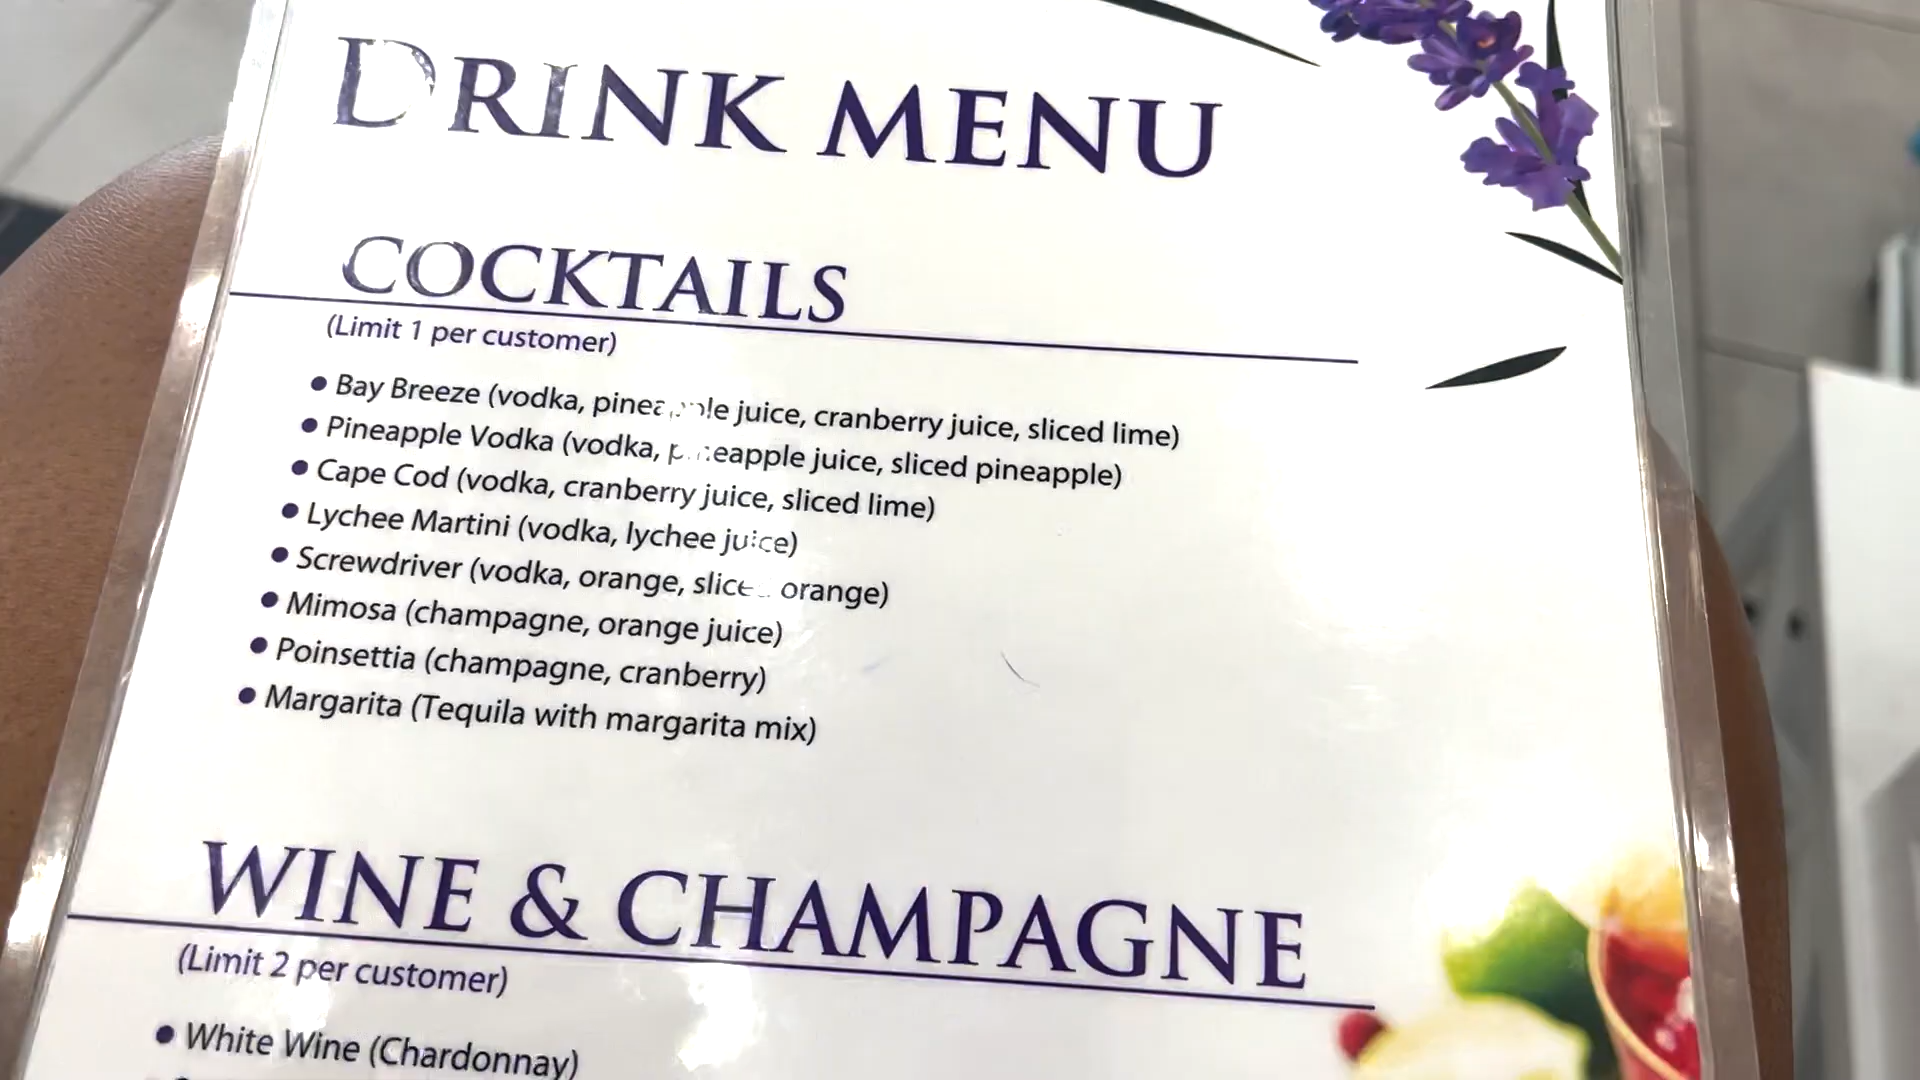 DRINK MENU
COCKTAILS
(Limit 1 per customer)
• Bay Breeze (vodka, pineapple juice, cranberry juice, sliced lime)
• Pineapple Vodka (vodka, pineapple juice, sliced pineapple)
• Cape Cod (vodka, cranberry juice, sliced lime)
• Lychee Martini (vodka, lychee juice)
• Screwdriver (vodka, orange, sliced orange)
• Mimosa (champagne, orange juice)
• Poinsettia (champagne, cranberry)
• Margarita (Tequila with margarita mix)
WINE & CHAMPAGNE
(Limit 2 per customer)
• White Wine (Chardonnay)